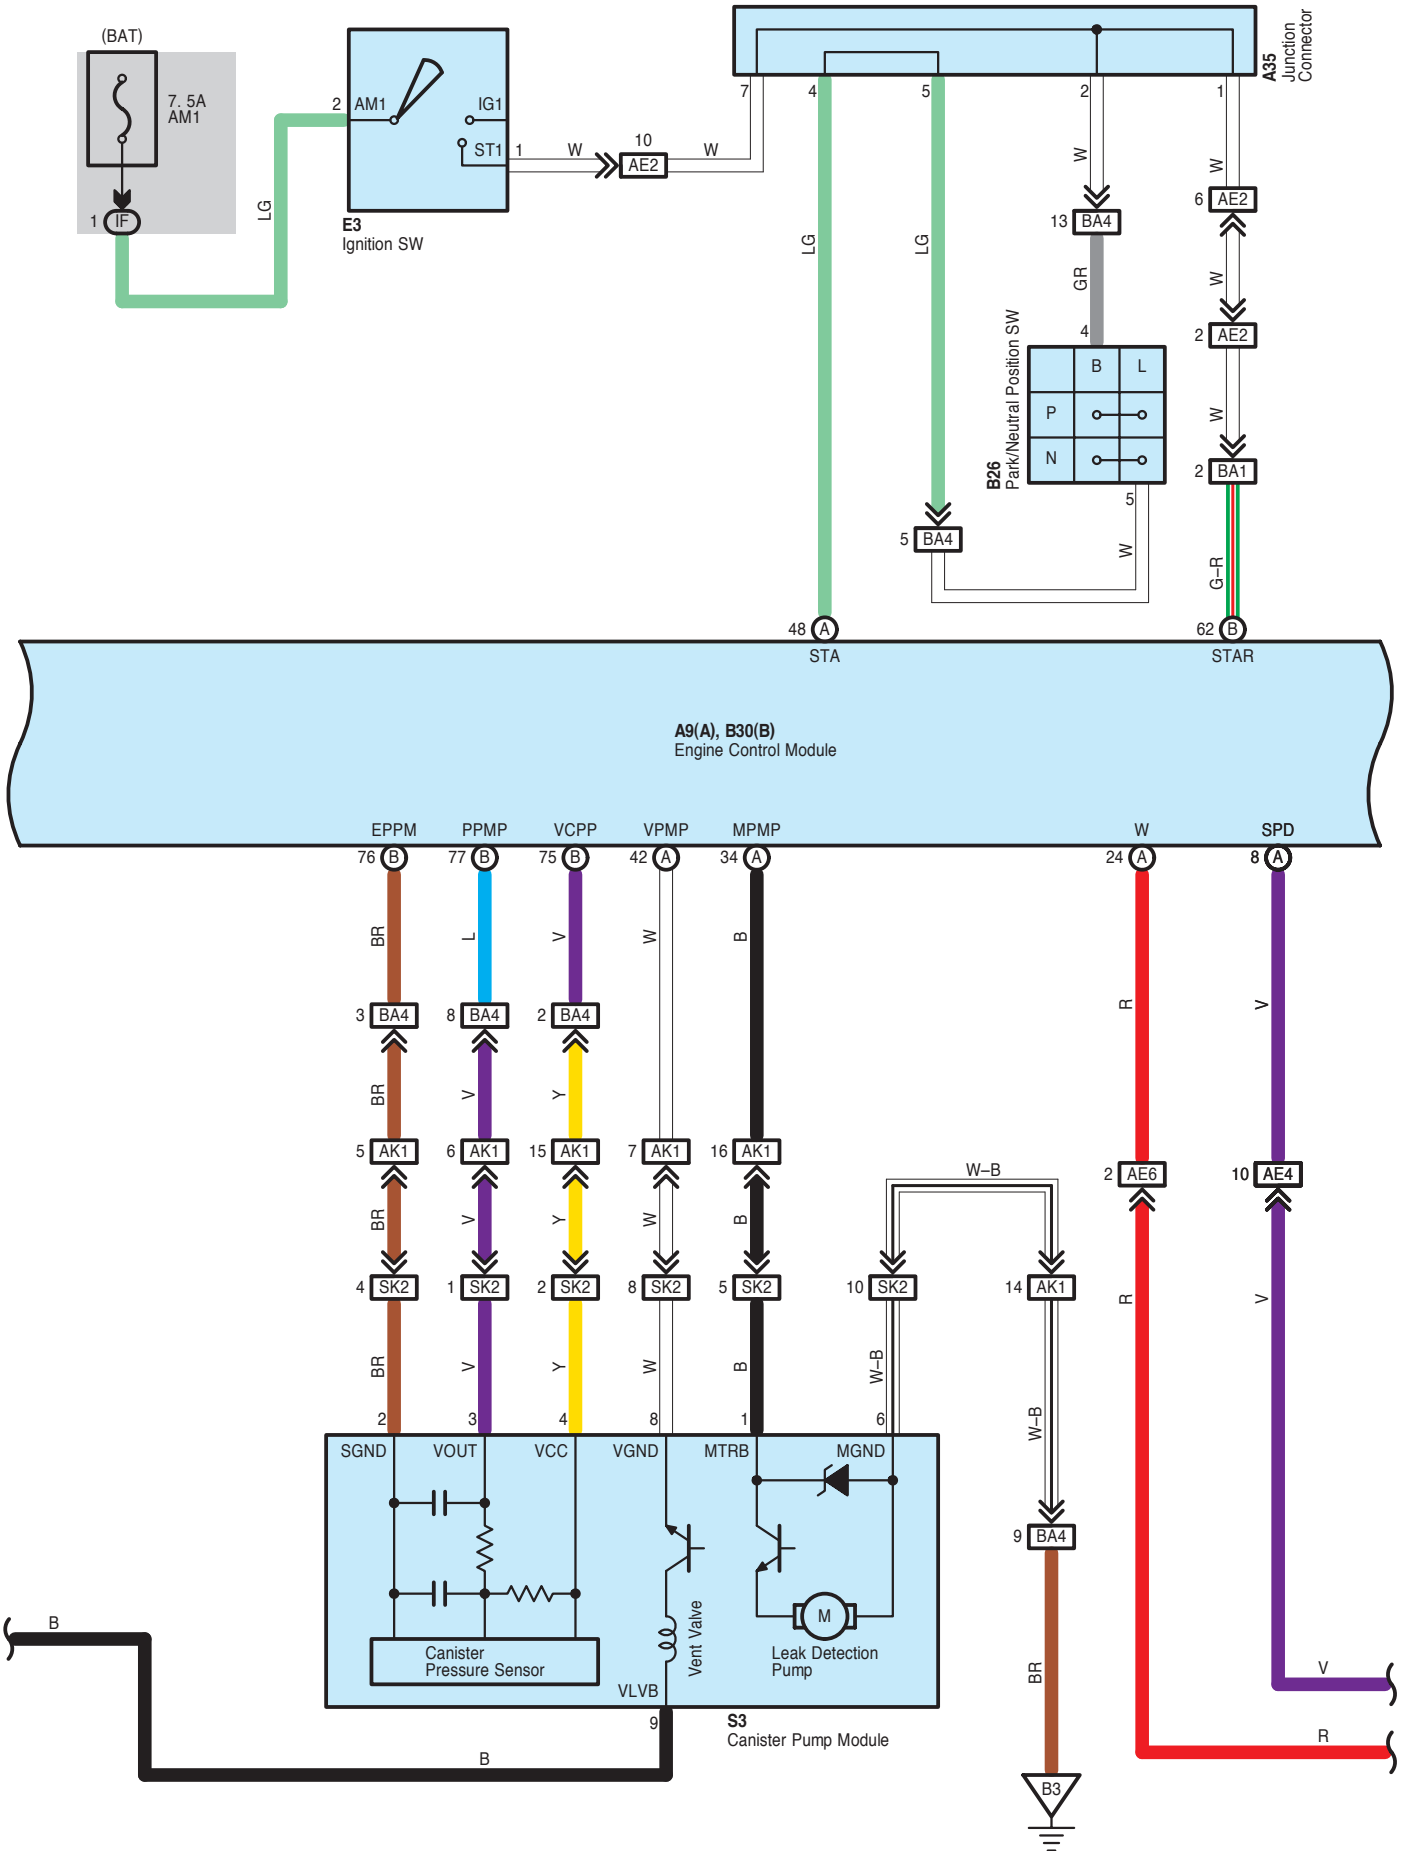 (BAT)
7. 5A
AM1
1
IF
LG
2
AM1
IG1
ST1
1
E3
Ignition SW
W
10
AE2
W
A35
Junction
Connector
7
4
5
2
1
LG
LG
W
W
13
BA4
GR
6
AE2
W
2
AE2
W
2
BA1
G–R
4
B26
Park/Neutral Position SW
B
L
P
N
5
W
5
BA4
48
A
STA
62
B
STAR
A9(A), B30(B)
Engine Control Module
EPPM
PPMP
VCPP
VPMP
MPMP
W
SPD
76
B
77
B
75
B
42
A
34
A
24
A
8
A
BR
L
V
W
B
R
V
3
BA4
8
BA4
2
BA4
BR
V
Y
5
AK1
6
AK1
15
AK1
7
AK1
16
AK1
W–B
2
AE6
10
AE4
BR
V
Y
W
B
4
SK2
1
SK2
2
SK2
8
SK2
5
SK2
10
SK2
14
AK1
R
V
BR
V
Y
W
B
W–B
W–B
2
3
4
8
1
6
SGND
VOUT
VCC
VGND
MTRB
MGND
9
BA4
M
Canister
Pressure Sensor
Vent Valve
Leak Detection
Pump
VLVB
9
S3
Canister Pump Module
B
B
BR
B3
V
R